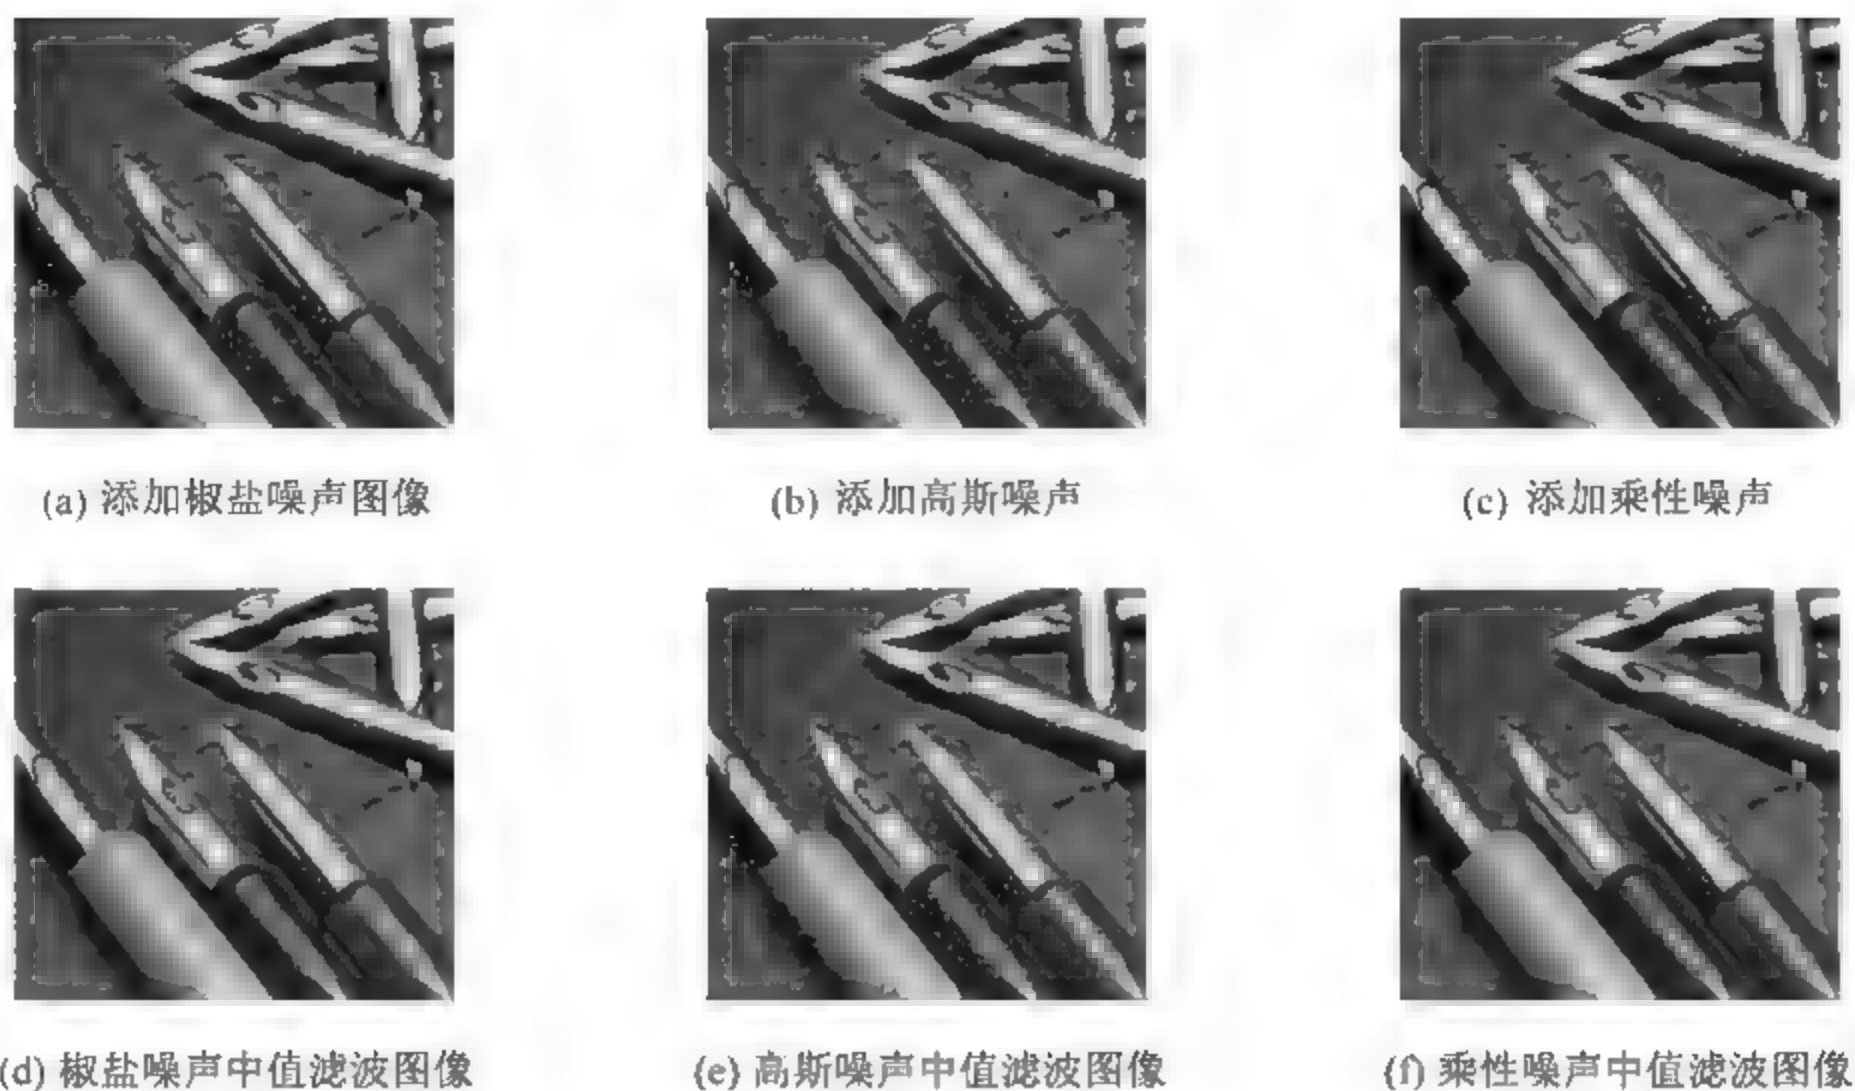 (a) 添加椒盐噪声图像
(b) 添加高斯噪声
(c) 添加乘性噪声
(d) 椒盐噪声中值滤波图像
(e) 高斯噪声中值滤波图像
(f) 乘性噪声中值滤波图像